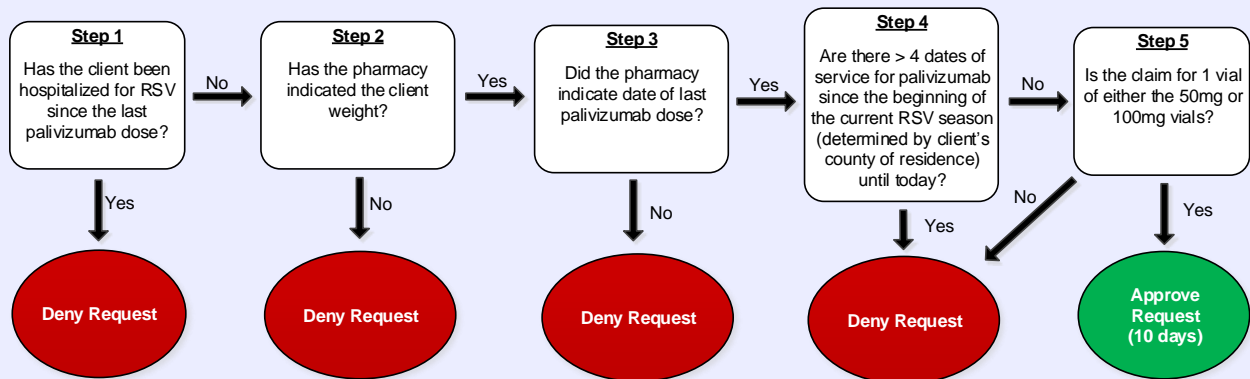 Step 1
Has the client been
hospitalized for RSV
since the last
palivizumab dose?
No
Step 2
Has the pharmacy
indicated the client
weight?
Yes
Step 3
Did the pharmacy
indicate date of last
palivizumab dose?
Yes
Step 4
Are there > 4 dates of
service for palivizumab
since the beginning of
the current RSV season
(determined by client's
county of residence)
until today?
No
Step 5
Is the claim for 1 vial
of either the 50mg or
100mg vials?
Yes
No
No
Yes
No
Yes
Deny Request
Deny Request
Deny Request
Deny Request
Approve
Request
(10 days)